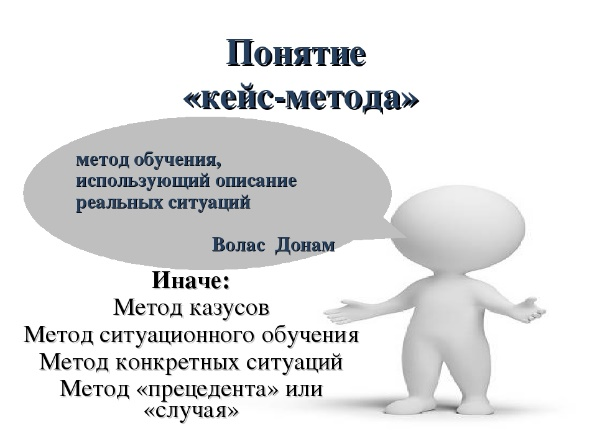 Понятие
«кейс-метода»
метод обучения,
использующий описание
реальных ситуаций
Волас Донам
Иначе:
Метод казусов
Метод ситуационного обучения
Метод конкретных ситуаций
Метод «прецедента» или
«случая»